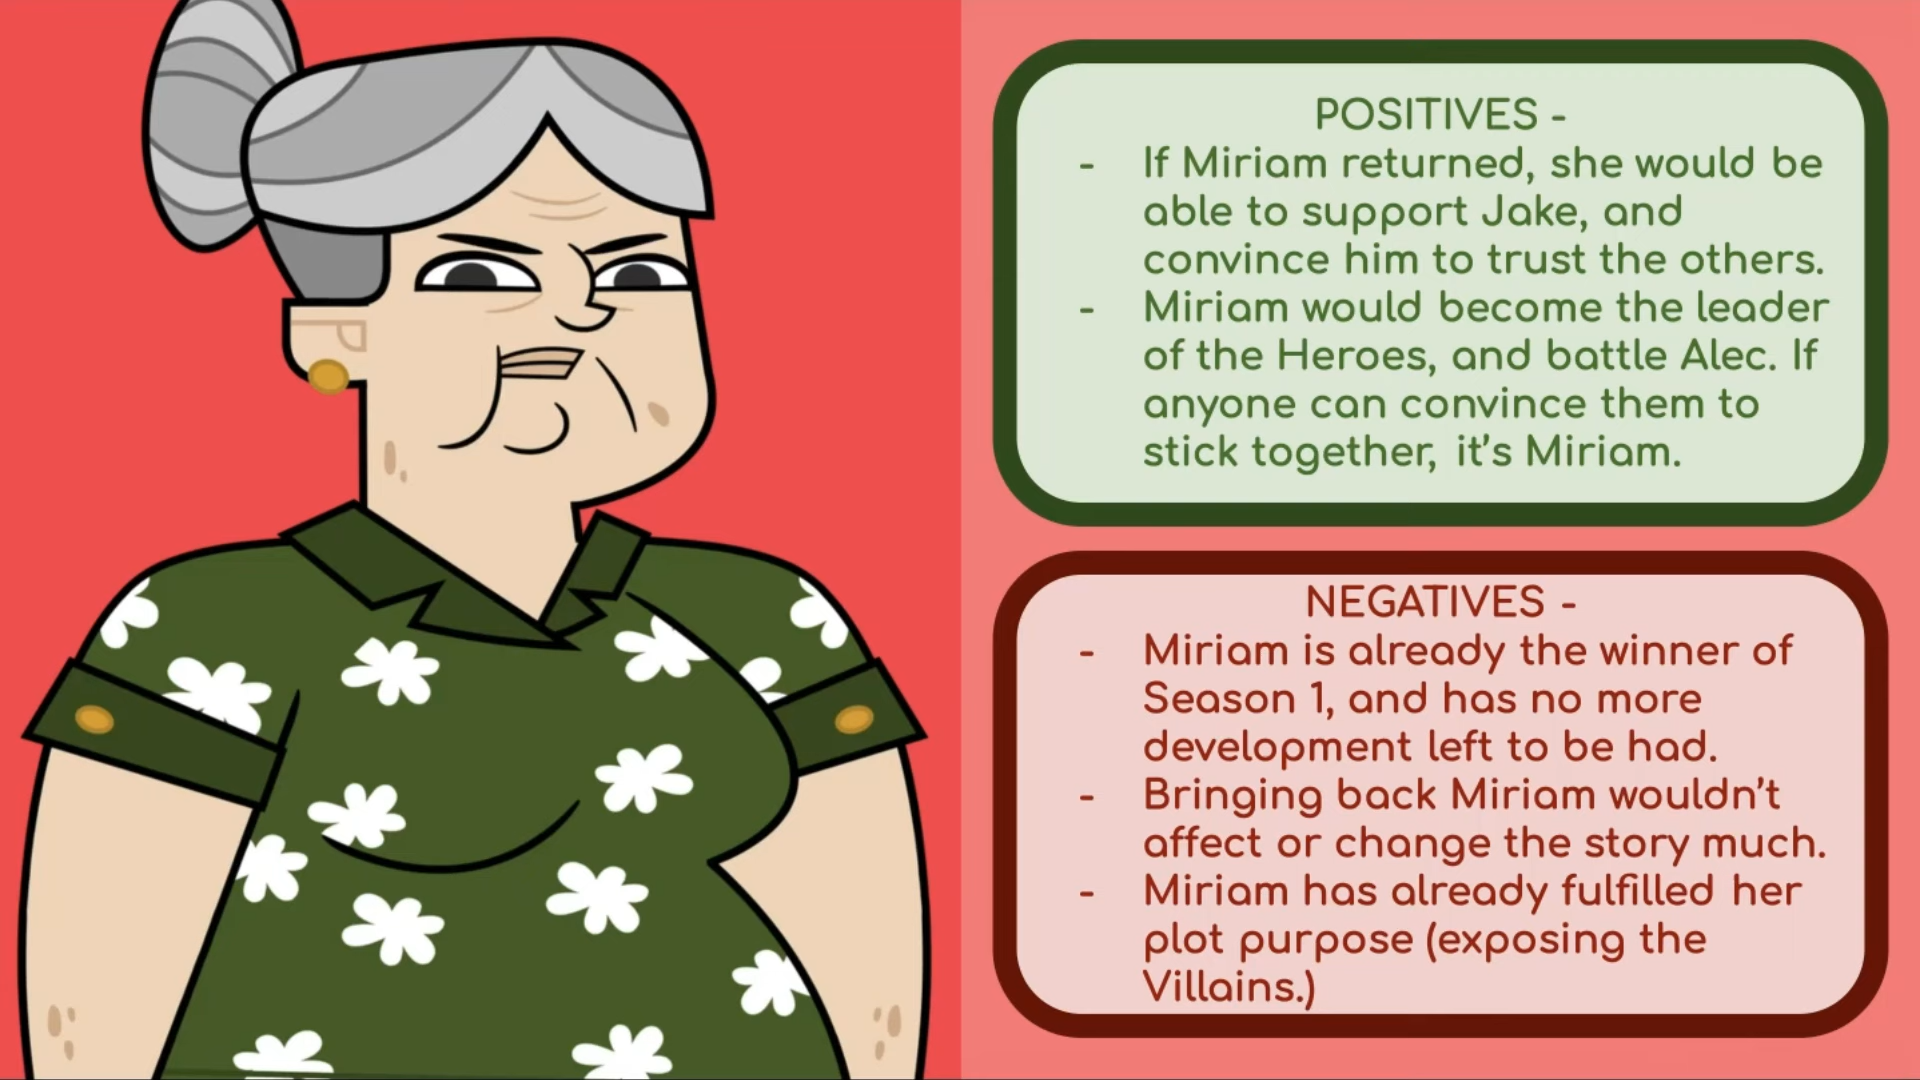 POSITIVES -
- If Miriam returned, she would be
able to support Jake, and
convince him to trust the others.
- Miriam would become the leader
of the Heroes, and battle Alec. If
anyone can convince them to
stick together, it's Miriam.
NEGATIVES -
- Miriam is already the winner of
Season 1, and has no more
development left to be had.
- Bringing back Miriam wouldn't
affect or change the story much.
- Miriam has already fulfilled her
plot purpose (exposing the
Villains.)